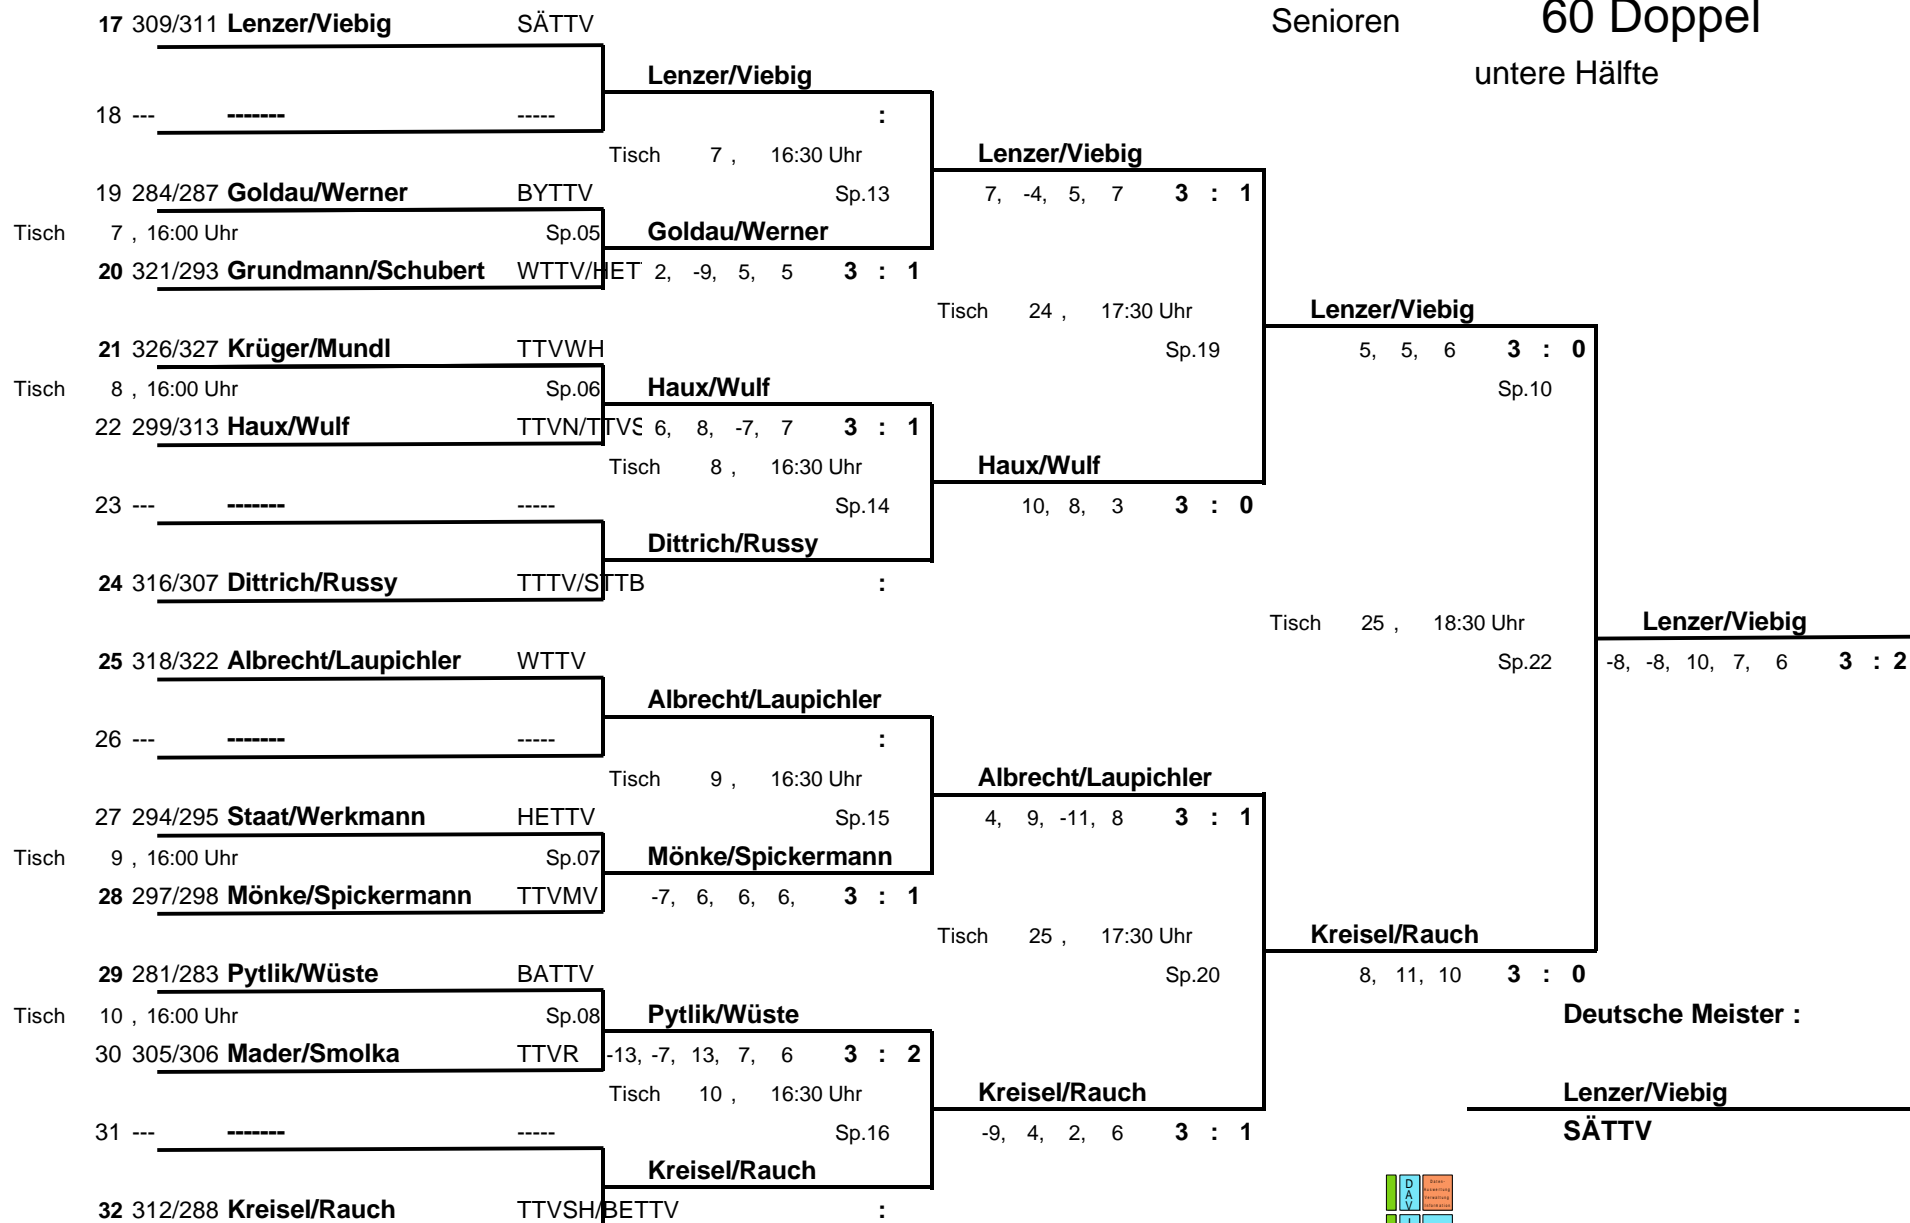 17 309/311 Lenzer/Viebig SÄTTV Senioren 60 Doppel
Lenzer/Viebig untere Hälfte
18 --- ------- ----- :
Tisch 7 , 16:30 Uhr Lenzer/Viebig
19 284/287 Goldau/Werner BYTTV Sp.13 7, -4, 5, 7 3 : 1
Tisch 7 , 16:00 Uhr Sp.05 Goldau/Werner
20 321/293 Grundmann/Schubert WTTV/HET 2, -9, 5, 5 3 : 1
Tisch 24 , 17:30 Uhr Lenzer/Viebig
21 326/327 Krüger/Mundl TTVWH Sp.19 5, 5, 6 3 : 0
Tisch 8 , 16:00 Uhr Sp.06 Haux/Wulf Sp.10
22 299/313 Haux/Wulf TTVN/TTVS 6, 8, -7, 7 3 : 1
Tisch 8 , 16:30 Uhr Haux/Wulf
23 --- ------- ----- Sp.14 10, 8, 3 3 : 0
Dittrich/Russy
24 316/307 Dittrich/Russy TTTV/STTB :
Tisch 25 , 18:30 Uhr Lenzer/Viebig
25 318/322 Albrecht/Laupichler WTTV Sp.22 -8, -8, 10, 7, 6 3 : 2
Albrecht/Laupichler
26 --- ------- ----- :
Tisch 9 , 16:30 Uhr Albrecht/Laupichler
27 294/295 Staat/Werkmann HETTV Sp.15 4, 9, -11, 8 3 : 1
Tisch 9 , 16:00 Uhr Sp.07 Mönke/Spickermann
28 297/298 Mönke/Spickermann TTVMV -7, 6, 6, 6, 3 : 1
Tisch 25 , 17:30 Uhr Kreisel/Rauch
29 281/283 Pytlik/Wüste BATTV Sp.20 8, 11, 10 3 : 0
Tisch 10 , 16:00 Uhr Sp.08 Pytlik/Wüste Deutsche Meister :
30 305/306 Mader/Smolka TTVR -13, -7, 13, 7, 6 3 : 2
Tisch 10 , 16:30 Uhr Kreisel/Rauch Lenzer/Viebig
31 --- ------- ----- Sp.16 -9, 4, 2, 6 3 : 1 SÄTTV
Kreisel/Rauch
32 312/288 Kreisel/Rauch TTVSH/BETTV :
DAV